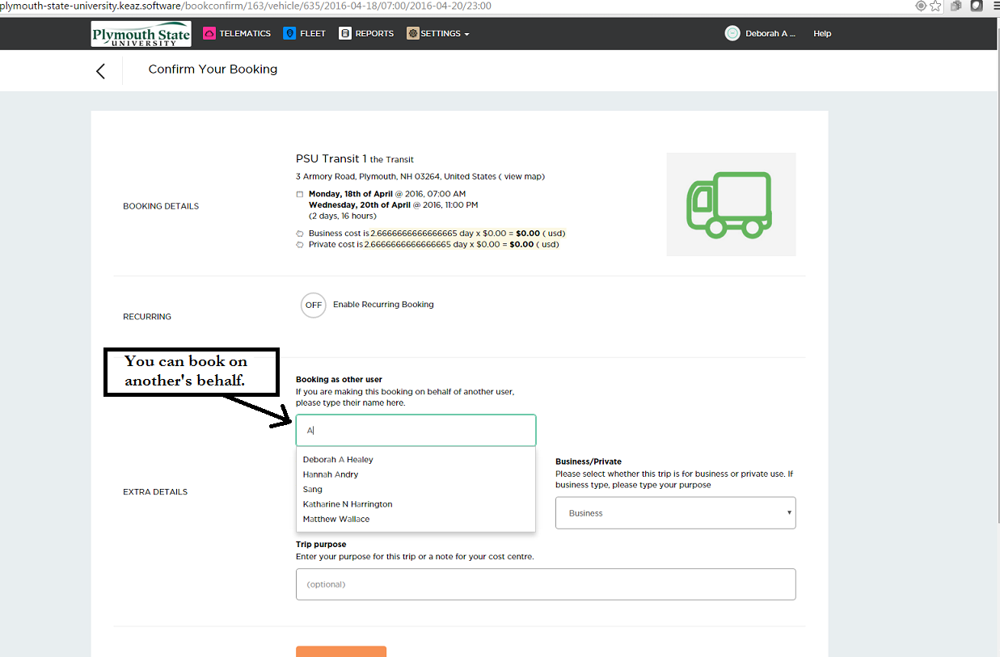 plymouth-state-university.keaz.software/bookconfirm/163/vehicle/635/2016-04-18/07:00/2016-04-20/23:00
Plymouth State
UNIVERSITY
TELEMATICS FLEET REPORTS SETTINGS
Deborah A ... Help
Confirm Your Booking
PSU Transit 1 the Transit
3 Armory Road, Plymouth, NH 03264, United States ( view map)
BOOKING DETAILS
Monday, 18th of April @ 2016, 07:00 AM
Wednesday, 20th of April @ 2016, 11:00 PM
(2 days, 16 hours)
Business cost is 2.6666666666666665 day x $0.00 = $0.00 ( usd)
Private cost is 2.6666666666666665 day x $0.00 = $0.00 ( usd)
RECURRING
OFF Enable Recurring Booking
You can book on
another's behalf.
EXTRA DETAILS
Booking as other user
If you are making this booking on behalf of another user,
please type their name here.
A
Deborah A Healey
Hannah Andry
Sang
Katharine N Harrington
Matthew Wallace
Business/Private
Please select whether this trip is for business or private use. If
business type, please type your purpose
Business
Trip purpose
Enter your purpose for this trip or a note for your cost centre.
(optional)